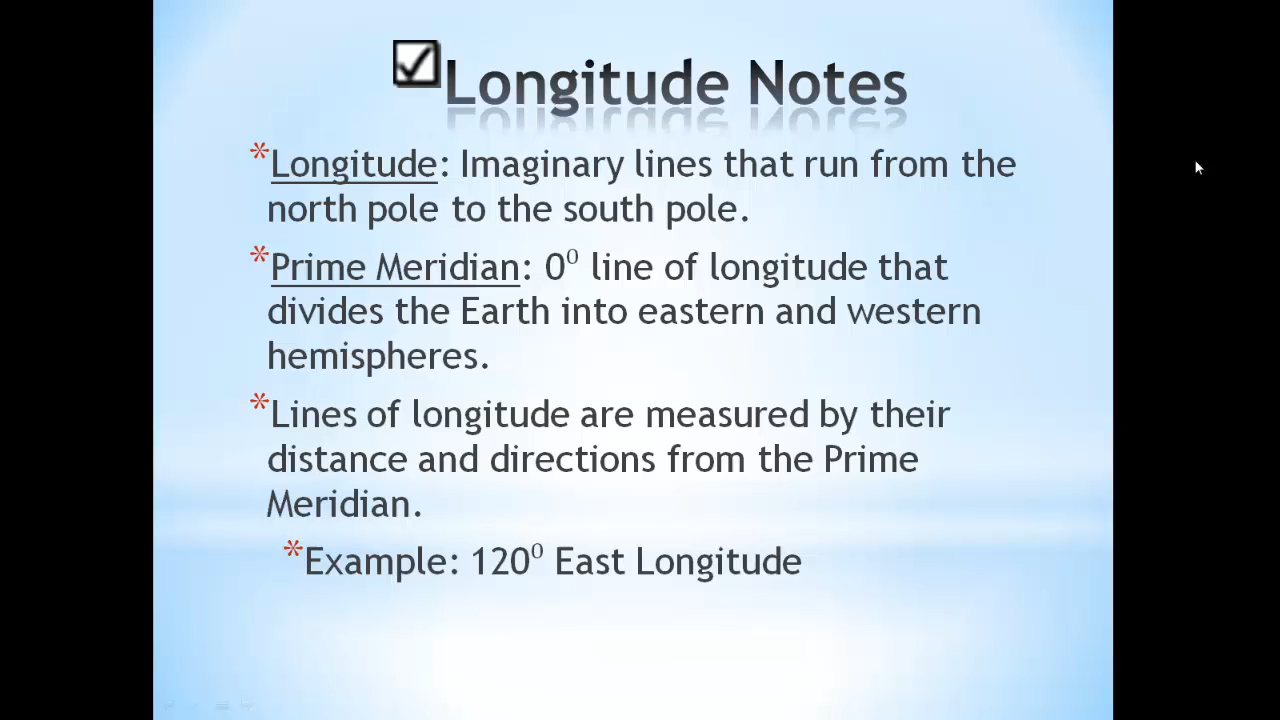 Longitude Notes
*Longitude: Imaginary lines that run from the
north pole to the south pole.
*Prime Meridian: 0⁰ line of longitude that
divides the Earth into eastern and western
hemispheres.
*Lines of longitude are measured by their
distance and directions from the Prime
Meridian.
*Example: 120⁰ East Longitude